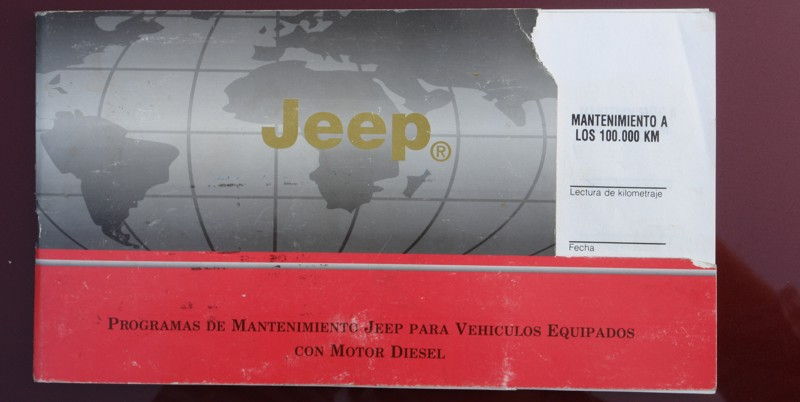 Jeep®
MANTENIMIENTO A
LOS 100.000 KM
Lectura de kilometraje
Fecha
PROGRAMAS DE MANTENIMIENTO JEEP PARA VEHICULOS EQUIPADOS
CON MOTOR DIESEL